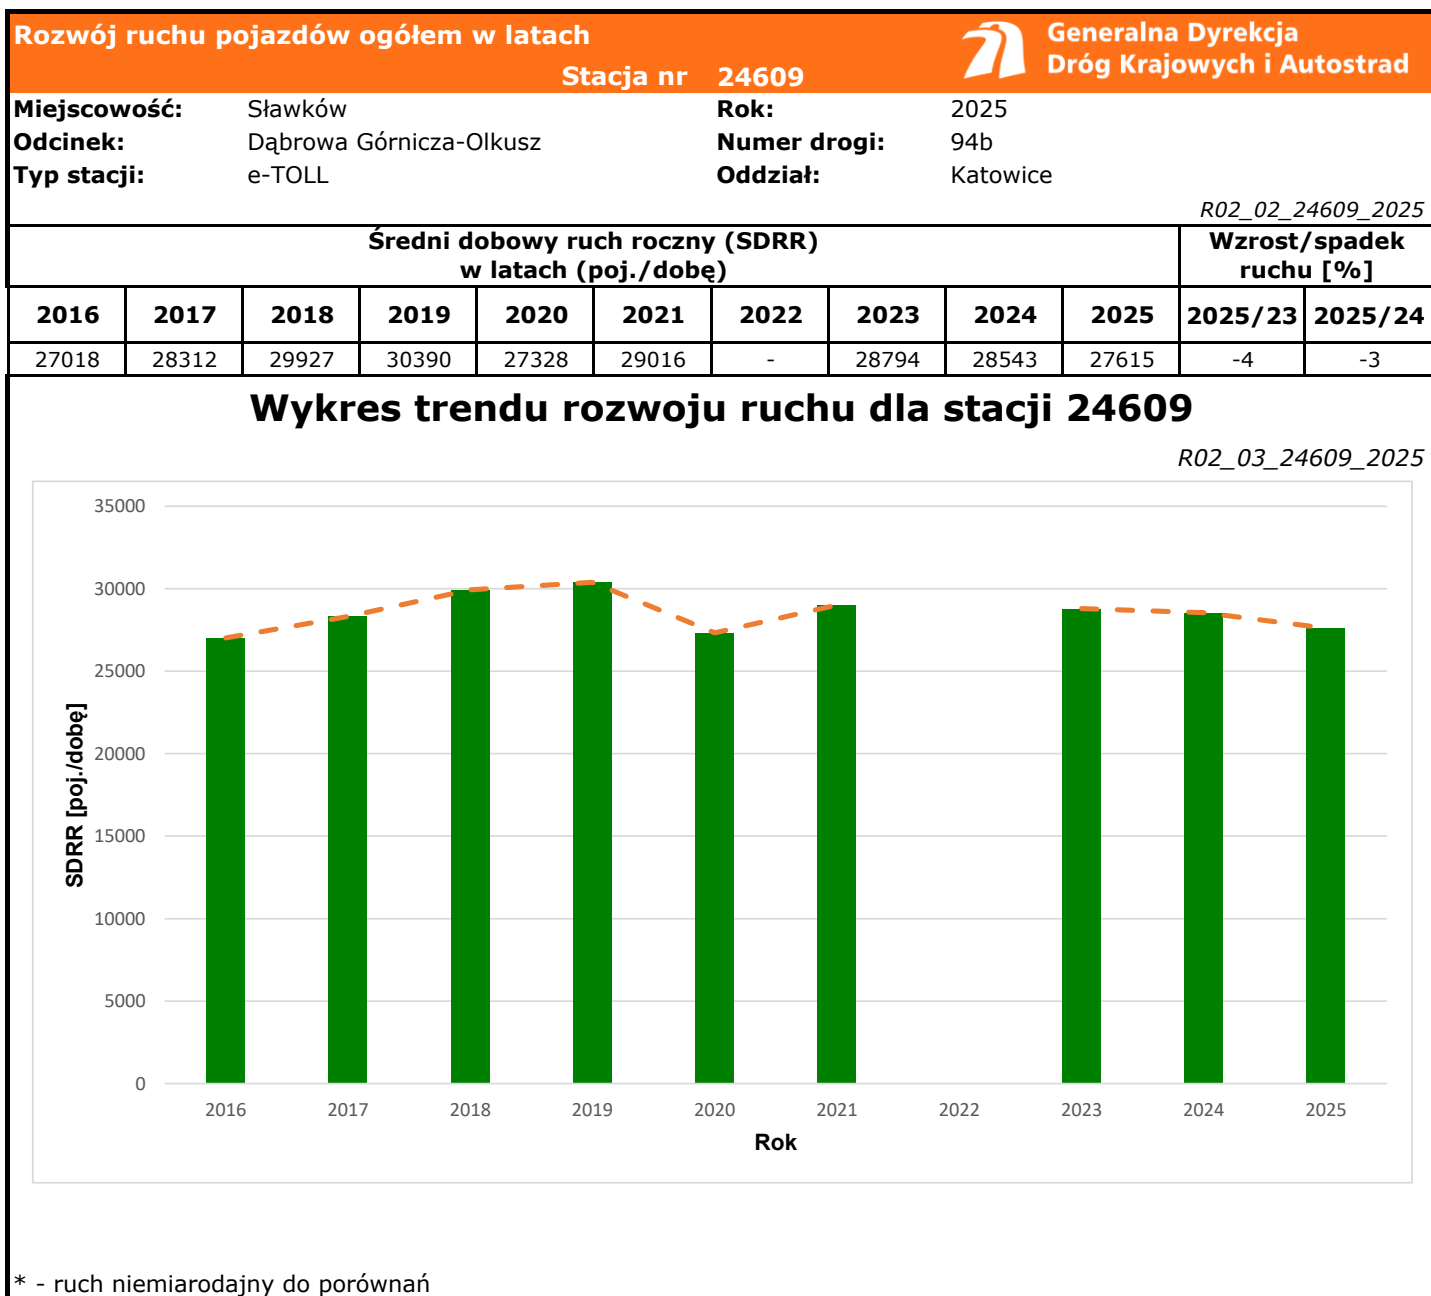 Rozwój ruchu pojazdów ogółem w latach
Generalna Dyrekcja
Dróg Krajowych i Autostrad
Stacja nr 24609
Miejscowość: Sławków Rok: 2025
Odcinek: Dąbrowa Górnicza-Olkusz Numer drogi: 94b
Typ stacji: e-TOLL Oddział: Katowice
R02_02_24609_2025
Średni dobowy ruch roczny (SDRR)
w latach (poj./dobę)
Wzrost/spadek
ruchu [%]
2016 2017 2018 2019 2020 2021 2022 2023 2024 2025 2025/23 2025/24
27018 28312 29927 30390 27328 29016 - 28794 28543 27615 -4 -3
Wykres trendu rozwoju ruchu dla stacji 24609
R02_03_24609_2025
35000
30000
25000
20000
15000
10000
5000
0
SDRR [poj./dobę]
2016 2017 2018 2019 2020 2021 2022 2023 2024 2025
Rok
* - ruch niemiarodajny do porównań